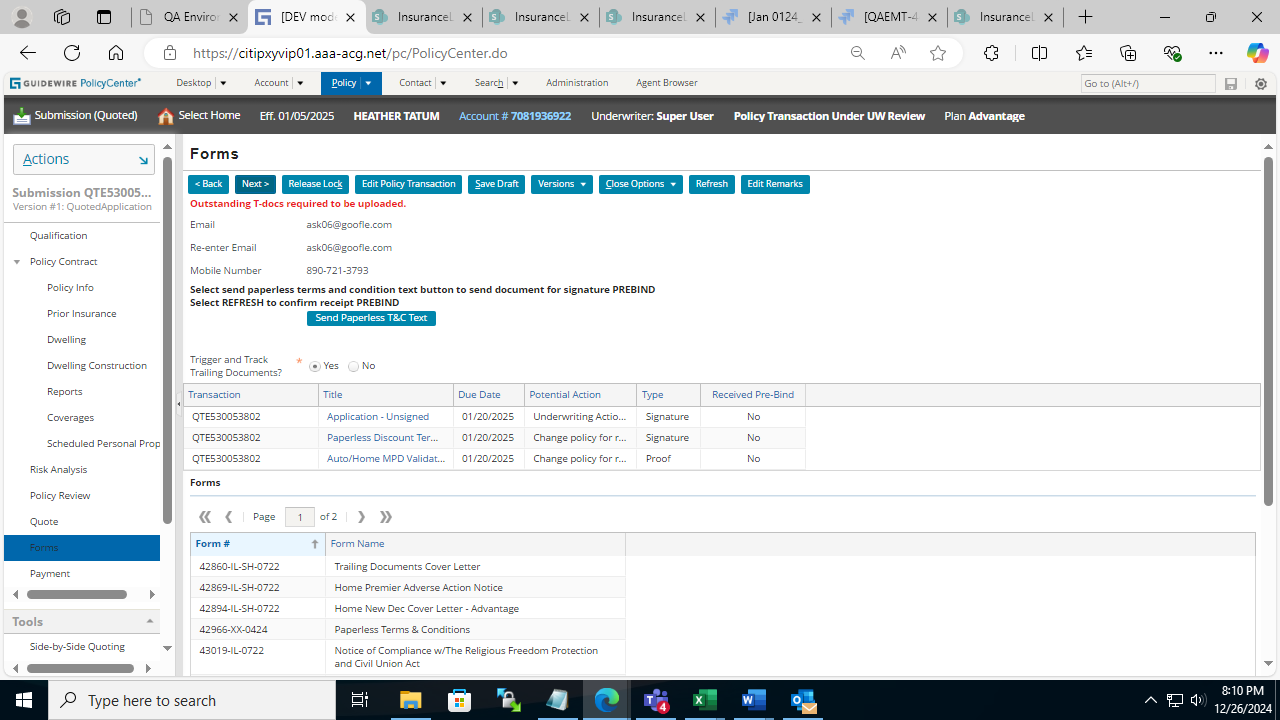 QA Environ
[DEV mode
InsuranceL
InsuranceL
InsuranceL
[Jan 0124_
[QAEMT-4
InsuranceL
https://citipxyvip01.aaa-acg.net/pc/PolicyCenter.do
GUIDEWIRE PolicyCenter
Desktop
Account
Policy
Contact
Search
Administration
Agent Browser
Go to (Alt+/)
Submission (Quoted)
Select Home
Eff. 01/05/2025
HEATHER TATUM
Account # 7081936922
Underwriter: Super User
Policy Transaction Under UW Review
Plan Advantage
Actions
Submission QTE53005...
Version #1: QuotedApplication
Qualification
Policy Contract
Policy Info
Prior Insurance
Dwelling
Dwelling Construction
Reports
Coverages
Scheduled Personal Prop
Risk Analysis
Policy Review
Quote
Forms
Payment
Tools
Side-by-Side Quoting
Forms
< Back
Next >
Release Lock
Edit Policy Transaction
Save Draft
Versions
Close Options
Refresh
Edit Remarks
Outstanding T-docs required to be uploaded.
Email ask06@goofle.com
Re-enter Email ask06@goofle.com
Mobile Number 890-721-3793
Select send paperless terms and condition text button to send document for signature PREBIND
Select REFRESH to confirm receipt PREBIND
Send Paperless T&C Text
Trigger and Track
Trailing Documents?
* Yes No
Transaction Title Due Date Potential Action Type Received Pre-Bind
QTE530053802 Application - Unsigned 01/20/2025 Underwriting Actio... Signature No
QTE530053802 Paperless Discount Ter... 01/20/2025 Change policy for r... Signature No
QTE530053802 Auto/Home MPD Validat... 01/20/2025 Change policy for r... Proof No
Forms
Page 1 of 2
Form # Form Name
42860-IL-SH-0722 Trailing Documents Cover Letter
42869-IL-SH-0722 Home Premier Adverse Action Notice
42894-IL-SH-0722 Home New Dec Cover Letter - Advantage
42966-XX-0424 Paperless Terms & Conditions
43019-IL-0722 Notice of Compliance w/The Religious Freedom Protection
and Civil Union Act
Type here to search
4
8:10 PM
12/26/2024